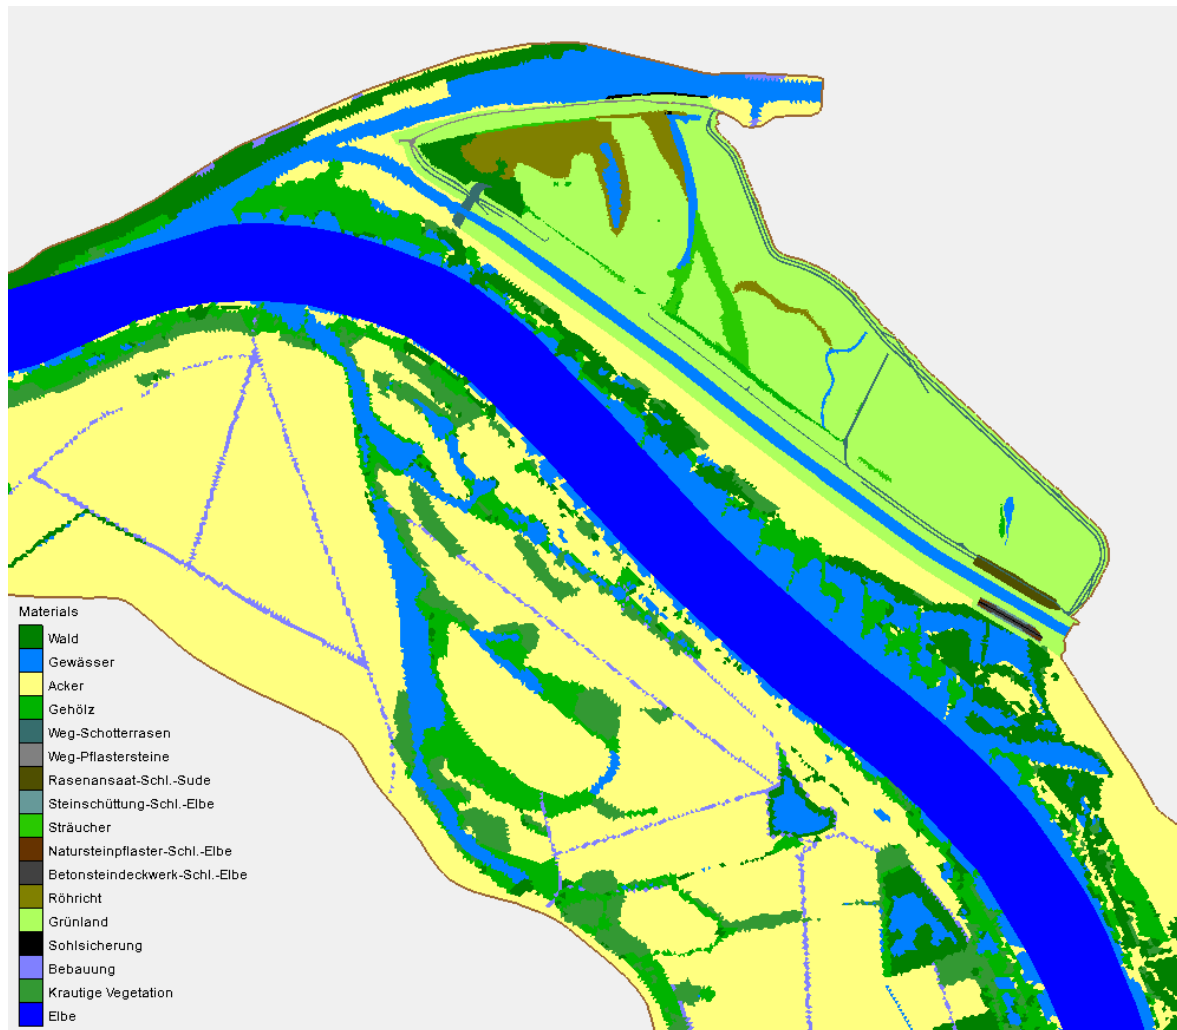 Materials
Wald
Gewässer
Acker
Gehölz
Weg-Schotterrasen
Weg-Pflastersteine
Rasenansaat-Schl.-Sude
Steinschüttung-Schl.-Elbe
Sträucher
Natursteinpflaster-Schl.-Elbe
Betonsteindeckwerk-Schl.-Elbe
Röhricht
Grünland
Sohlsicherung
Bebauung
Krautige Vegetation
Elbe